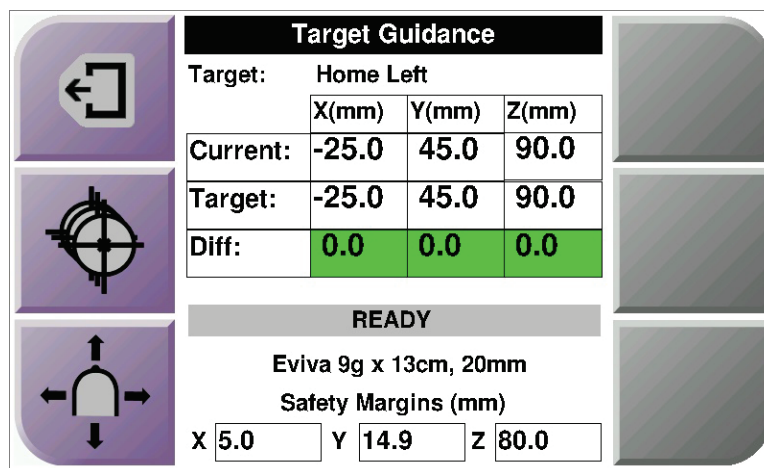 Target Guidance
Target: Home Left
X(mm) Y(mm) Z(mm)
Current: -25.0 45.0 90.0
Target: -25.0 45.0 90.0
Diff: 0.0 0.0 0.0
READY
Eviva 9g x 13cm, 20mm
Safety Margins (mm)
X 5.0 Y 14.9 Z 80.0